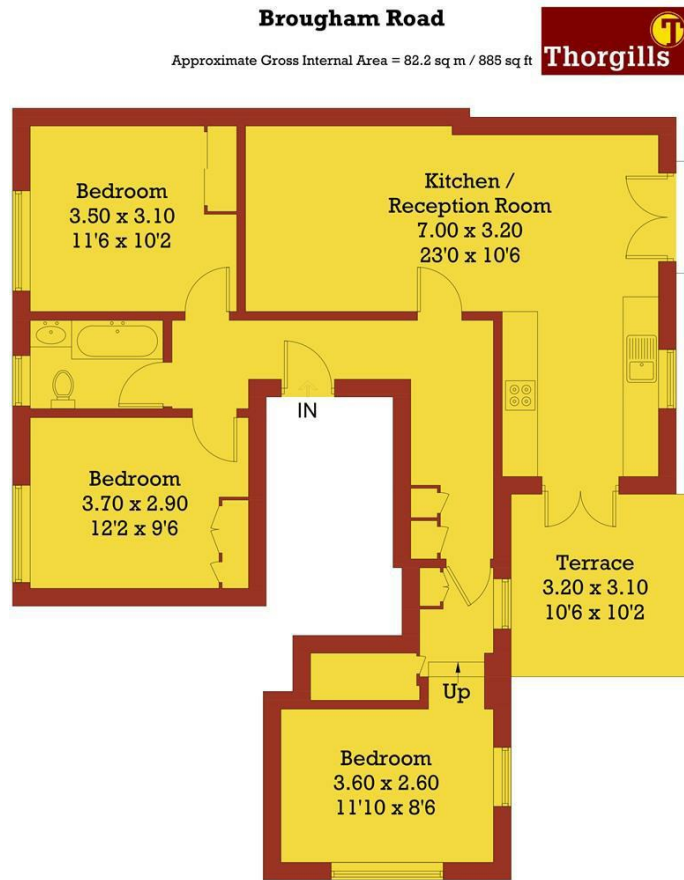 Brougham Road
Approximate Gross Internal Area = 82.2 sq m / 885 sq ft
T
Thorgills
Bedroom
3.50 x 3.10
11'6 x 10'2
Kitchen /
Reception Room
7.00 x 3.20
23'0 x 10'6
IN
Bedroom
3.70 x 2.90
12'2 x 9'6
Terrace
3.20 x 3.10
10'6 x 10'2
Up
Bedroom
3.60 x 2.60
11'10 x 8'6